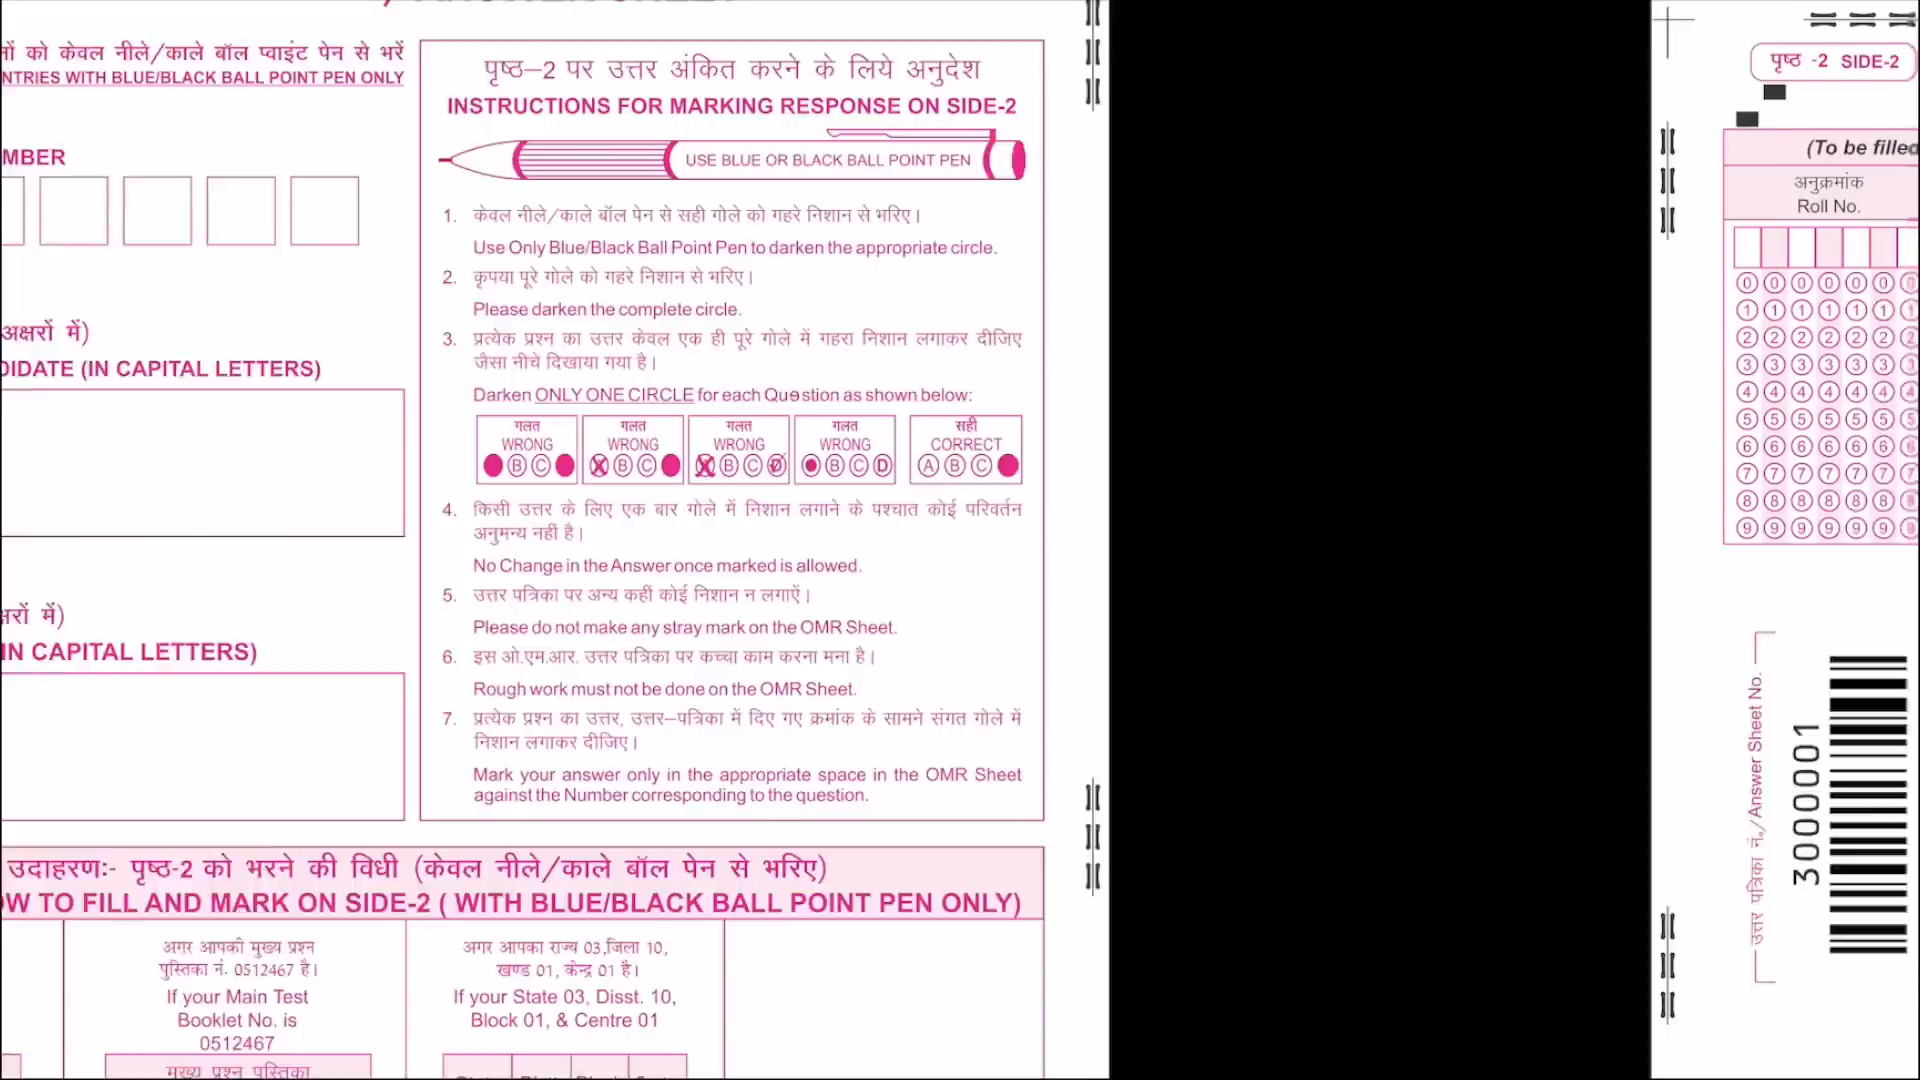 नों को केवल नीले/काले बॉल प्वाइंट पेन से भरें
NTRIES WITH BLUE/BLACK BALL POINT PEN ONLY
MBER
अक्षरों में)
DIDATE (IN CAPITAL LETTERS)
क्षरों में)
IN CAPITAL LETTERS)
पृष्ठ–2 पर उत्तर अंकित करने के लिये अनुदेश
INSTRUCTIONS FOR MARKING RESPONSE ON SIDE-2
USE BLUE OR BLACK BALL POINT PEN
1. केवल नीले/काले बॉल पेन से सही गोले को गहरे निशान से भरिए।
Use Only Blue/Black Ball Point Pen to darken the appropriate circle.
2. कृपया पूरे गोले को गहरे निशान से भरिए।
Please darken the complete circle.
3. प्रत्येक प्रश्न का उत्तर केवल एक ही पूरे गोले में गहरा निशान लगाकर दीजिए
जैसा नीचे दिखाया गया है।
Darken ONLY ONE CIRCLE for each Question as shown below:
गलत गलत गलत गलत सही
WRONG WRONG WRONG WRONG CORRECT
B C B C B C D B C D A B C
4. किसी उत्तर के लिए एक बार गोले में निशान लगाने के पश्चात कोई परिवर्तन
अनुमन्य नहीं है।
No Change in the Answer once marked is allowed.
5. उत्तर पत्रिका पर अन्य कहीं कोई निशान न लगाऐं।
Please do not make any stray mark on the OMR Sheet.
6. इस ओ.एम.आर. उत्तर पत्रिका पर कच्चा काम करना मना है।
Rough work must not be done on the OMR Sheet.
7. प्रत्येक प्रश्न का उत्तर, उत्तर–पत्रिका में दिए गए क्रमांक के सामने संगत गोले में
निशान लगाकर दीजिए।
Mark your answer only in the appropriate space in the OMR Sheet
against the Number corresponding to the question.
उदाहरणः- पृष्ठ-2 को भरने की विधी (केवल नीले/काले बॉल पेन से भरिए)
OW TO FILL AND MARK ON SIDE-2 ( WITH BLUE/BLACK BALL POINT PEN ONLY)
अगर आपकी मुख्य प्रश्न
पुस्तिका नं. 0512467 है।
If your Main Test
Booklet No. is
0512467
मुख्य प्रश्न पुस्तिका
अगर आपका राज्य 03,जिला 10,
खण्ड 01, केन्द्र 01 है।
If your State 03, Disst. 10,
Block 01, & Centre 01
पृष्ठ -2 SIDE-2
(To be filled
अनुक्रमांक
Roll No.
0 0 0 0 0 0 0
1 1 1 1 1 1 1
2 2 2 2 2 2 2
3 3 3 3 3 3 3
4 4 4 4 4 4 4
5 5 5 5 5 5 5
6 6 6 6 6 6 6
7 7 7 7 7 7 7
8 8 8 8 8 8 8
9 9 9 9 9 9 9
उत्तर पत्रिका नं./Answer Sheet No.
3000001